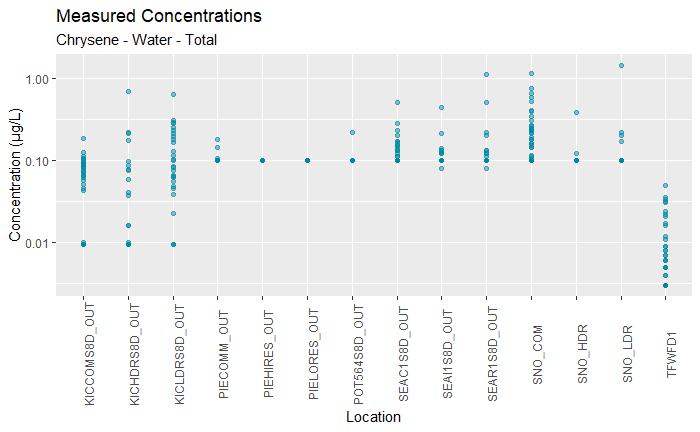 Measured Concentrations
Chrysene - Water - Total
Concentration (µg/L)
1.00
0.10
0.01
KICCOMS8D_OUT
KICHDRS8D_OUT
KICLDRS8D_OUT
PIECOMM_OUT
PIEHIRES_OUT
PIELORES_OUT
POT564S8D_OUT
SEAC1S8D_OUT
SEAI1S8D_OUT
SEAR1S8D_OUT
SNO_COM
SNO_HDR
SNO_LDR
TFWFD1
Location